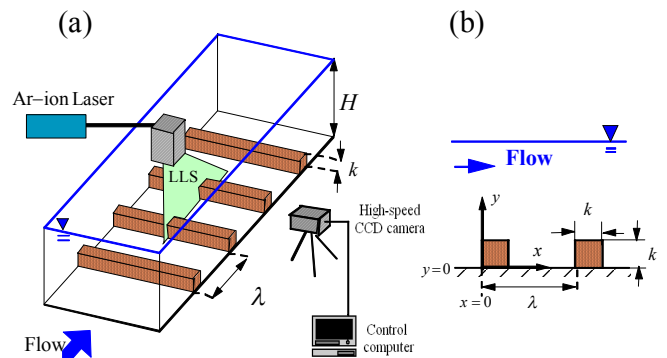 (a)
Ar–ion Laser
LLS
H
k
High-speed
CCD camera
λ
Flow
Control
computer
(b)
Flow
y
k
x
k
y=0
x=0
λ